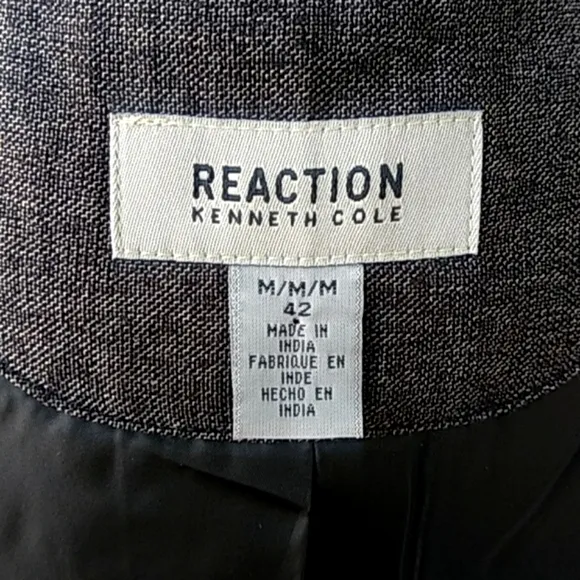 REACTION
KENNETH COLE
M/M/M
42
MADE IN
INDIA
FABRIQUE EN
INDE
HECHO EN
INDIA